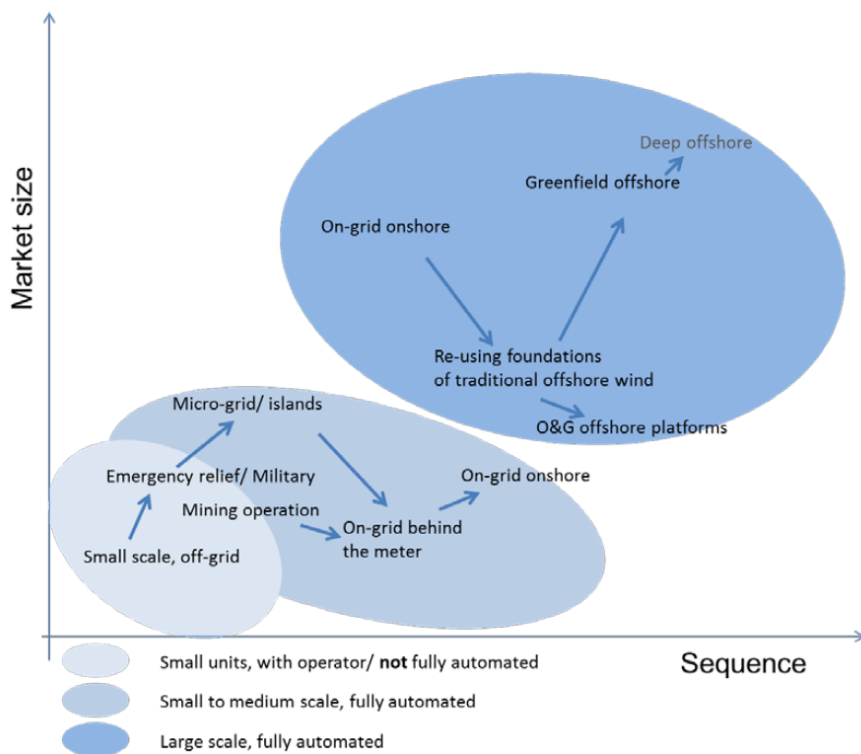 Market size
Deep offshore
Greenfield offshore
On-grid onshore
Re-using foundations
of traditional offshore wind
O&G offshore platforms
Micro-grid/ islands
Emergency relief/ Military
On-grid onshore
Mining operation
On-grid behind
the meter
Small scale, off-grid
Sequence
Small units, with operator/ not fully automated
Small to medium scale, fully automated
Large scale, fully automated